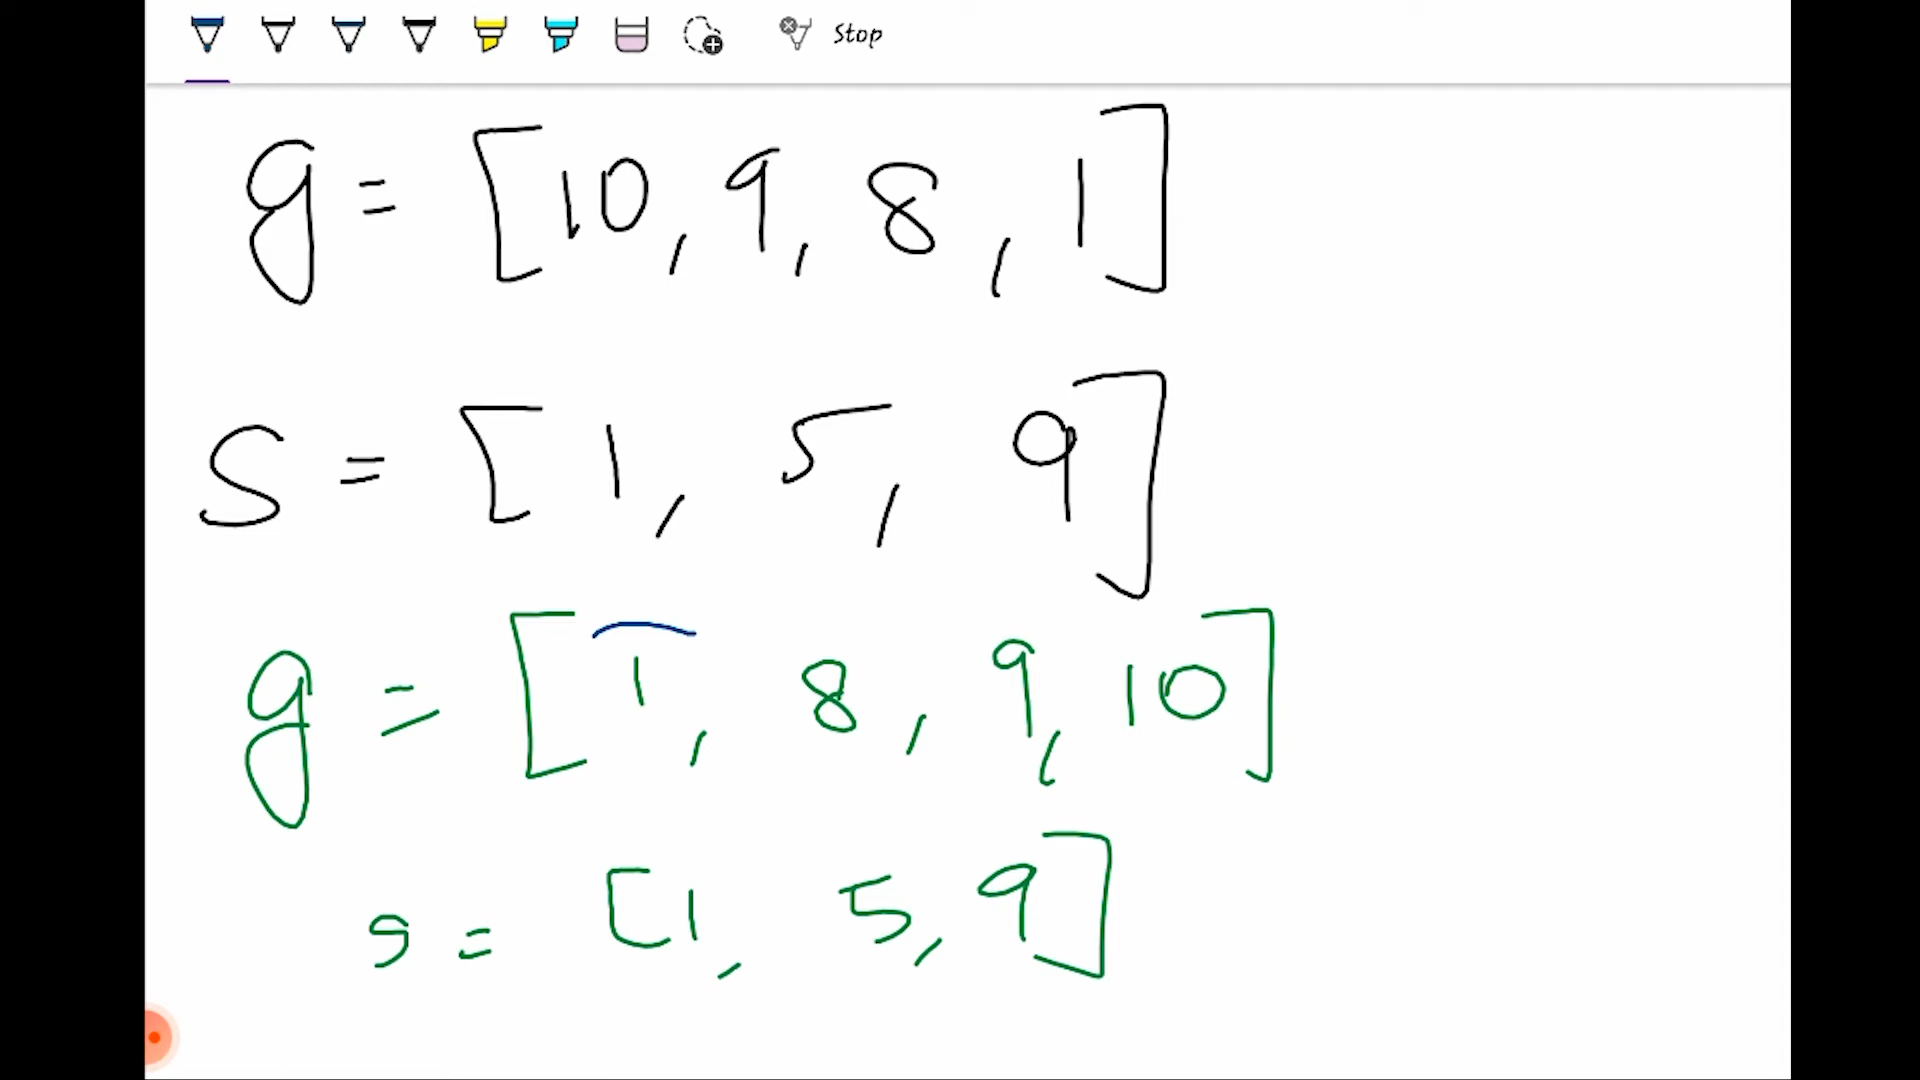 Stop
g = [10, 9, 8, 1]
S = [1, 5, 9]
g = [1, 8, 9, 10]
s = [1, 5, 9]